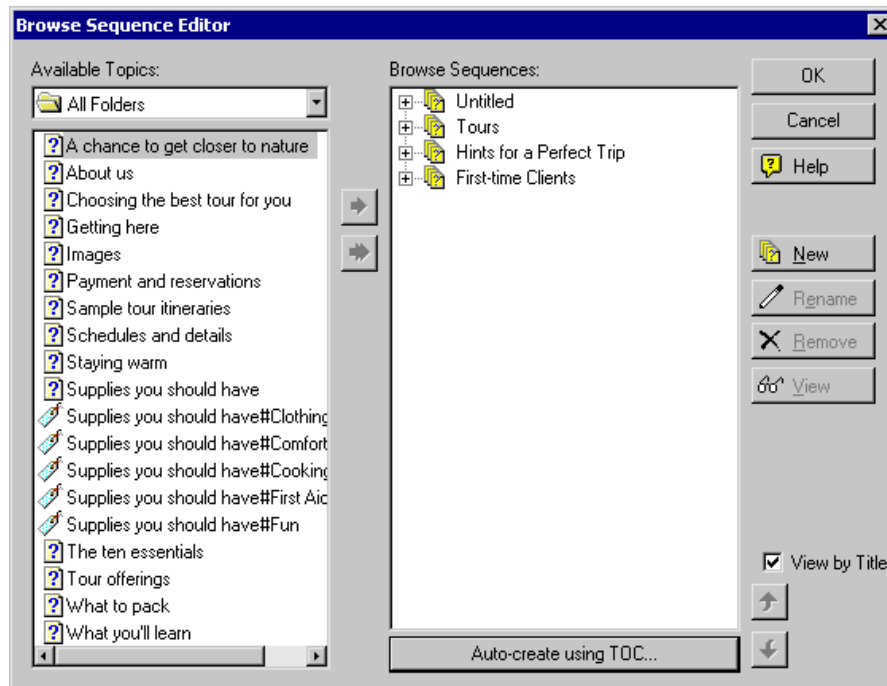 Browse Sequence Editor
Available Topics:
All Folders
A chance to get closer to nature
About us
Choosing the best tour for you
Getting here
Images
Payment and reservations
Sample tour itineraries
Schedules and details
Staying warm
Supplies you should have
Supplies you should have#Clothing
Supplies you should have#Comfort
Supplies you should have#Cooking
Supplies you should have#First Aid
Supplies you should have#Fun
The ten essentials
Tour offerings
What to pack
What you'll learn
Browse Sequences:
Untitled
Tours
Hints for a Perfect Trip
First-time Clients
Auto-create using TOC...
OK
Cancel
Help
New
Rename
Remove
View
View by Title